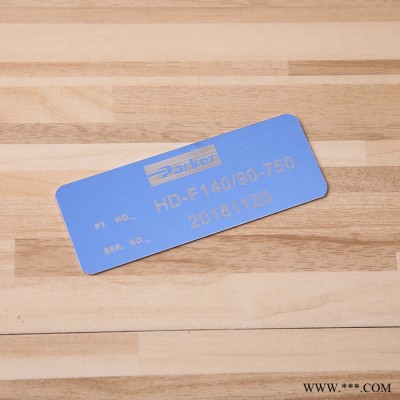 Parker
PT. NO._ HD-F140/90-750
SER. NO._ 20161120
WWW.***.COM